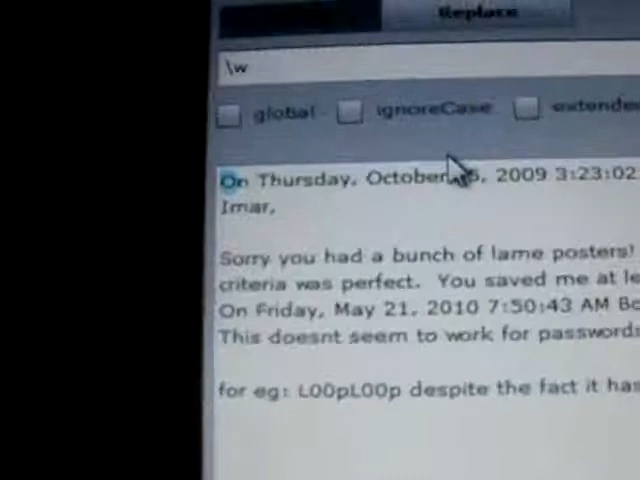 Replace
\w
global ignoreCase extended
On Thursday, October 5, 2009 3:23:02
Imar,
Sorry you had a bunch of lame posters!
criteria was perfect. You saved me at le
On Friday, May 21, 2010 7:50:43 AM Bo
This doesnt seem to work for passwords
for eg: L00pL00p despite the fact it has